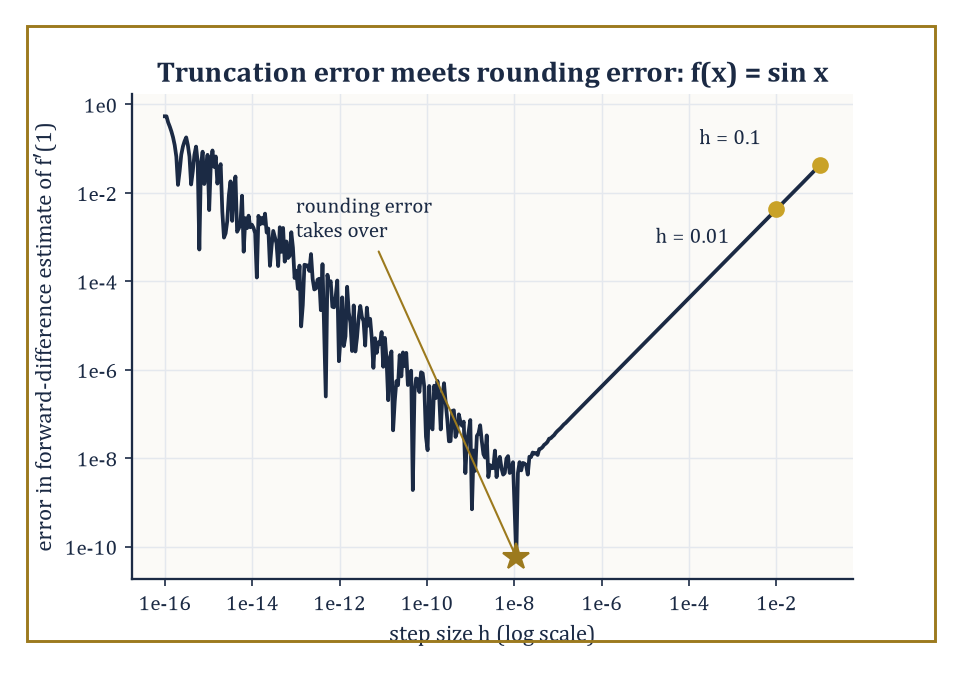 Truncation error meets rounding error: f(x) = sin x
error in forward-difference estimate of f′(1)
1e0
1e-2
1e-4
1e-6
1e-8
1e-10
h = 0.1
rounding error
takes over
h = 0.01
1e-16
1e-14
1e-12
1e-10
1e-8
1e-6
1e-4
1e-2
step size h (log scale)